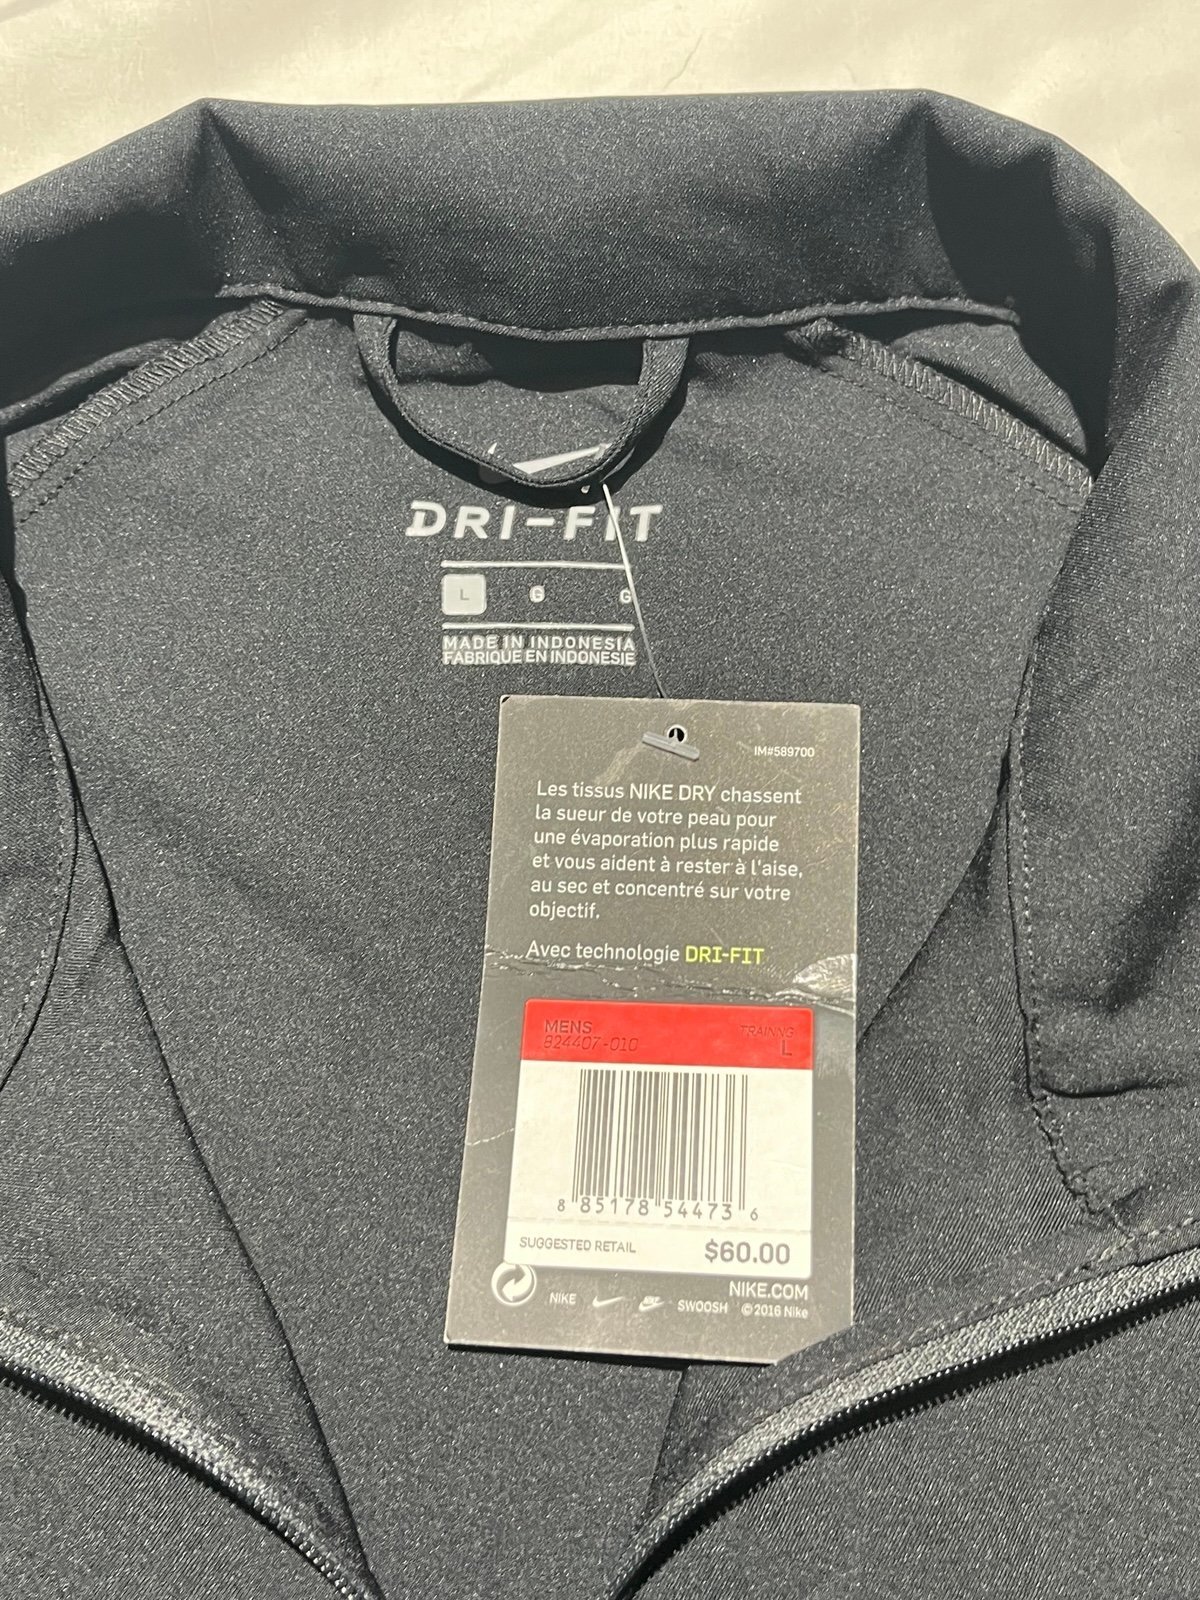 DRI-FIT
L G G
MADE IN INDONESIA
FABRIQUE EN INDONESIE
IM#589700
Les tissus NIKE DRY chassent
la sueur de votre peau pour
une évaporation plus rapide
et vous aident à rester à l'aise,
au sec et concentré sur votre
objectif.
Avec technologie DRI-FIT
MENS TRAINNG
824407-010 L
8 85178 54473 6
SUGGESTED RETAIL $60.00
NIKE.COM
NIKE NIKE SWOOSH © 2016 Nike